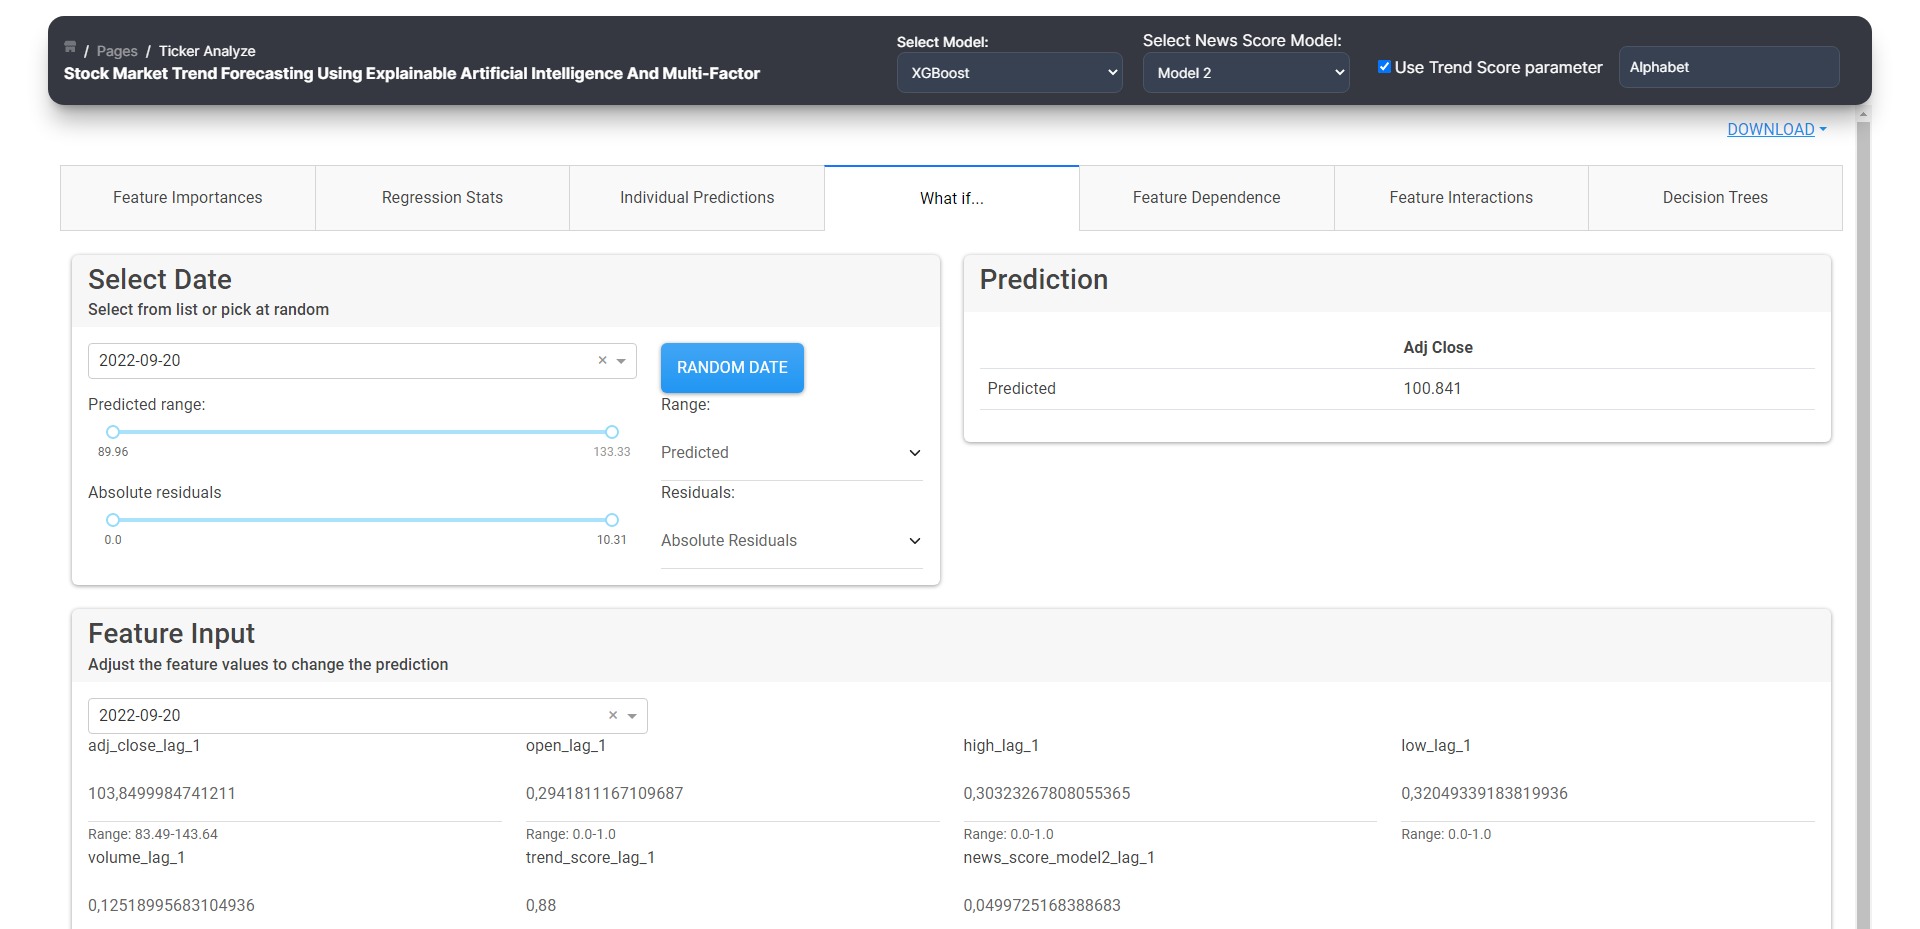 / Pages / Ticker Analyze
Stock Market Trend Forecasting Using Explainable Artificial Intelligence And Multi-Factor
Select Model:
XGBoost
Select News Score Model:
Model 2
Use Trend Score parameter
Alphabet
DOWNLOAD
Feature Importances
Regression Stats
Individual Predictions
What if...
Feature Dependence
Feature Interactions
Decision Trees
Select Date
Select from list or pick at random
2022-09-20
RANDOM DATE
Predicted range:
89.96 133.33
Range:
Predicted
Absolute residuals
0.0 10.31
Residuals:
Absolute Residuals
Prediction
Adj Close
Predicted 100.841
Feature Input
Adjust the feature values to change the prediction
2022-09-20
adj_close_lag_1 open_lag_1 high_lag_1 low_lag_1
103,8499984741211 0,2941811167109687 0,30323267808055365 0,32049339183819936
Range: 83.49-143.64 Range: 0.0-1.0 Range: 0.0-1.0 Range: 0.0-1.0
volume_lag_1 trend_score_lag_1 news_score_model2_lag_1
0,12518995683104936 0,88 0,0499725168388683